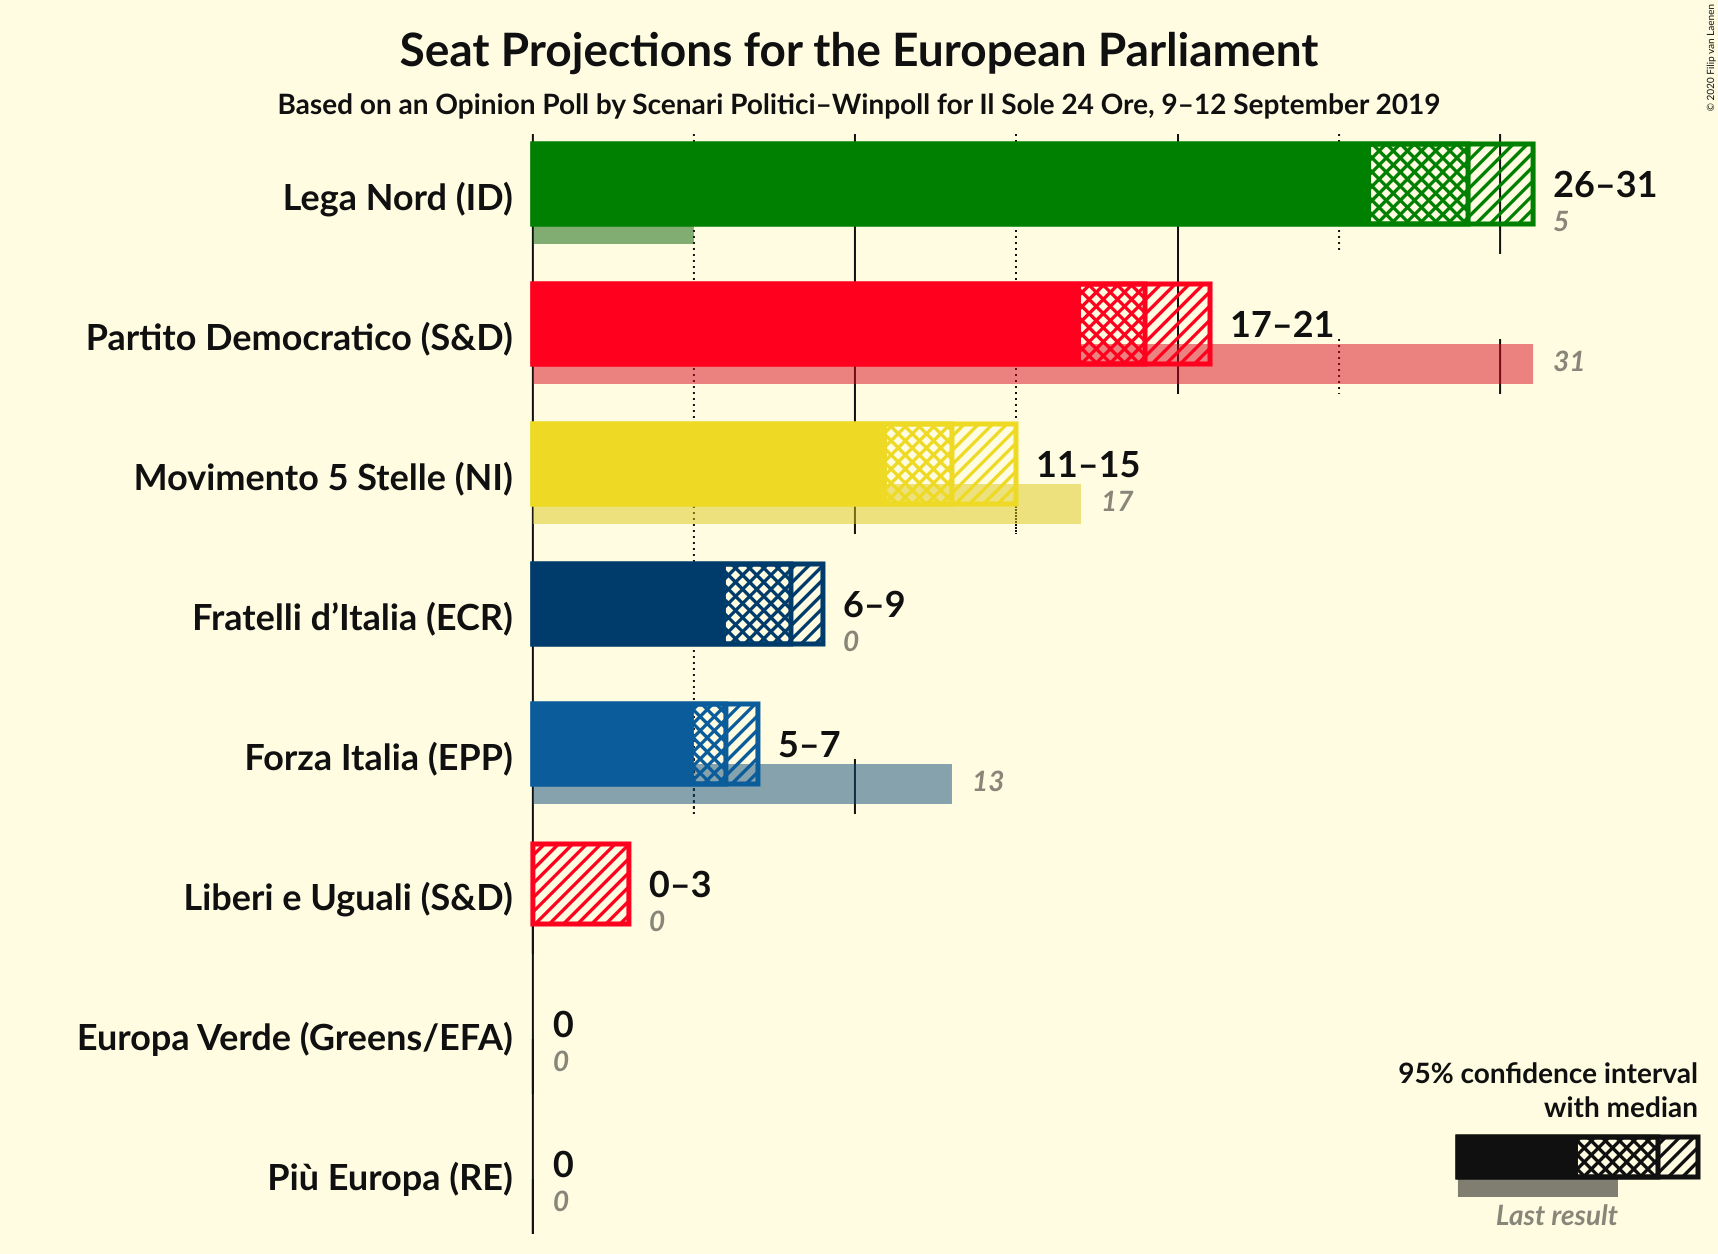 Seat Projections for the European Parliament
Based on an Opinion Poll by Scenari Politici–Winpoll for Il Sole 24 Ore, 9–12 September 2019
© 2020 Filip van Laenen
Lega Nord (ID)
26–31
5
Partito Democratico (S&D)
17–21
31
Movimento 5 Stelle (NI)
11–15
17
Fratelli d’Italia (ECR)
6–9
0
Forza Italia (EPP)
5–7
13
Liberi e Uguali (S&D)
0–3
0
Europa Verde (Greens/EFA)
0
0
Più Europa (RE)
0
0
95% confidence interval
with median
Last result